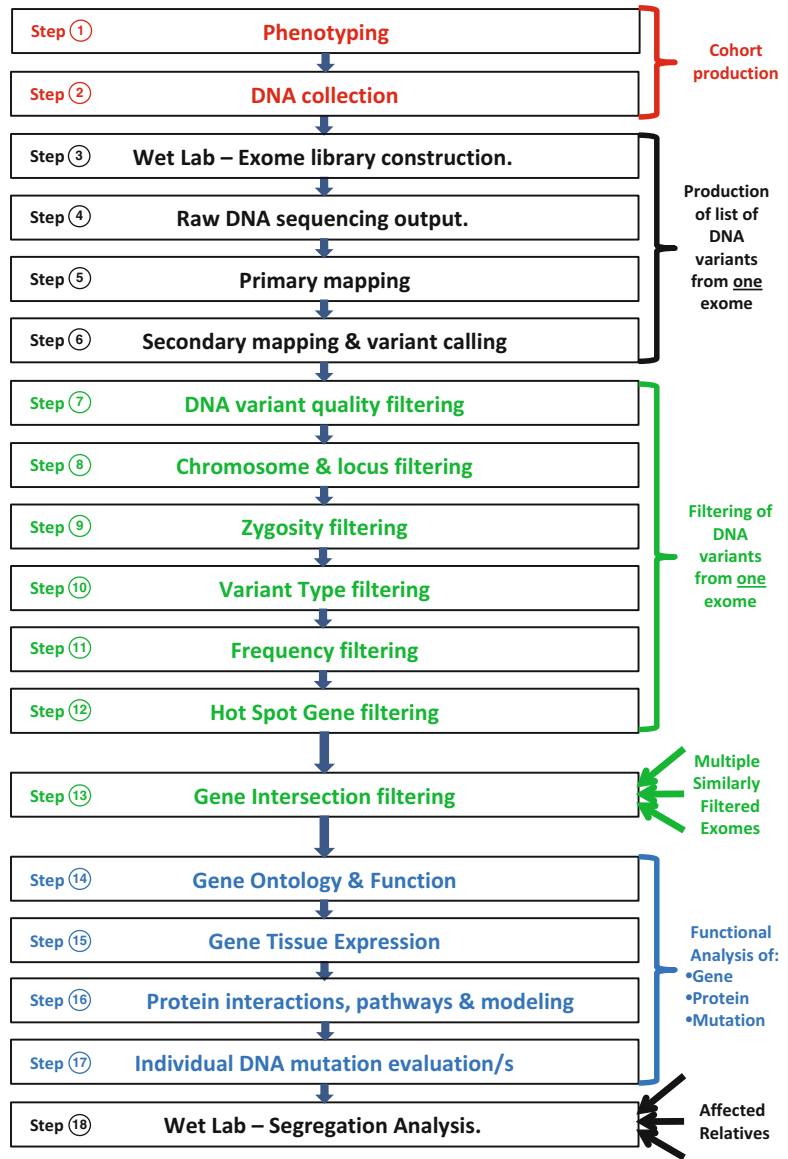 Step 1 Phenotyping
Step 2 DNA collection
Cohort
production
Step 3 Wet Lab – Exome library construction.
Step 4 Raw DNA sequencing output.
Step 5 Primary mapping
Step 6 Secondary mapping & variant calling
Production
of list of
DNA
variants
from one
exome
Step 7 DNA variant quality filtering
Step 8 Chromosome & locus filtering
Step 9 Zygosity filtering
Step 10 Variant Type filtering
Step 11 Frequency filtering
Step 12 Hot Spot Gene filtering
Filtering of
DNA
variants
from one
exome
Step 13 Gene Intersection filtering
Multiple
Similarly
Filtered
Exomes
Step 14 Gene Ontology & Function
Step 15 Gene Tissue Expression
Step 16 Protein interactions, pathways & modeling
Step 17 Individual DNA mutation evaluation/s
Functional
Analysis of:
•Gene
•Protein
•Mutation
Step 18 Wet Lab – Segregation Analysis.
Affected
Relatives